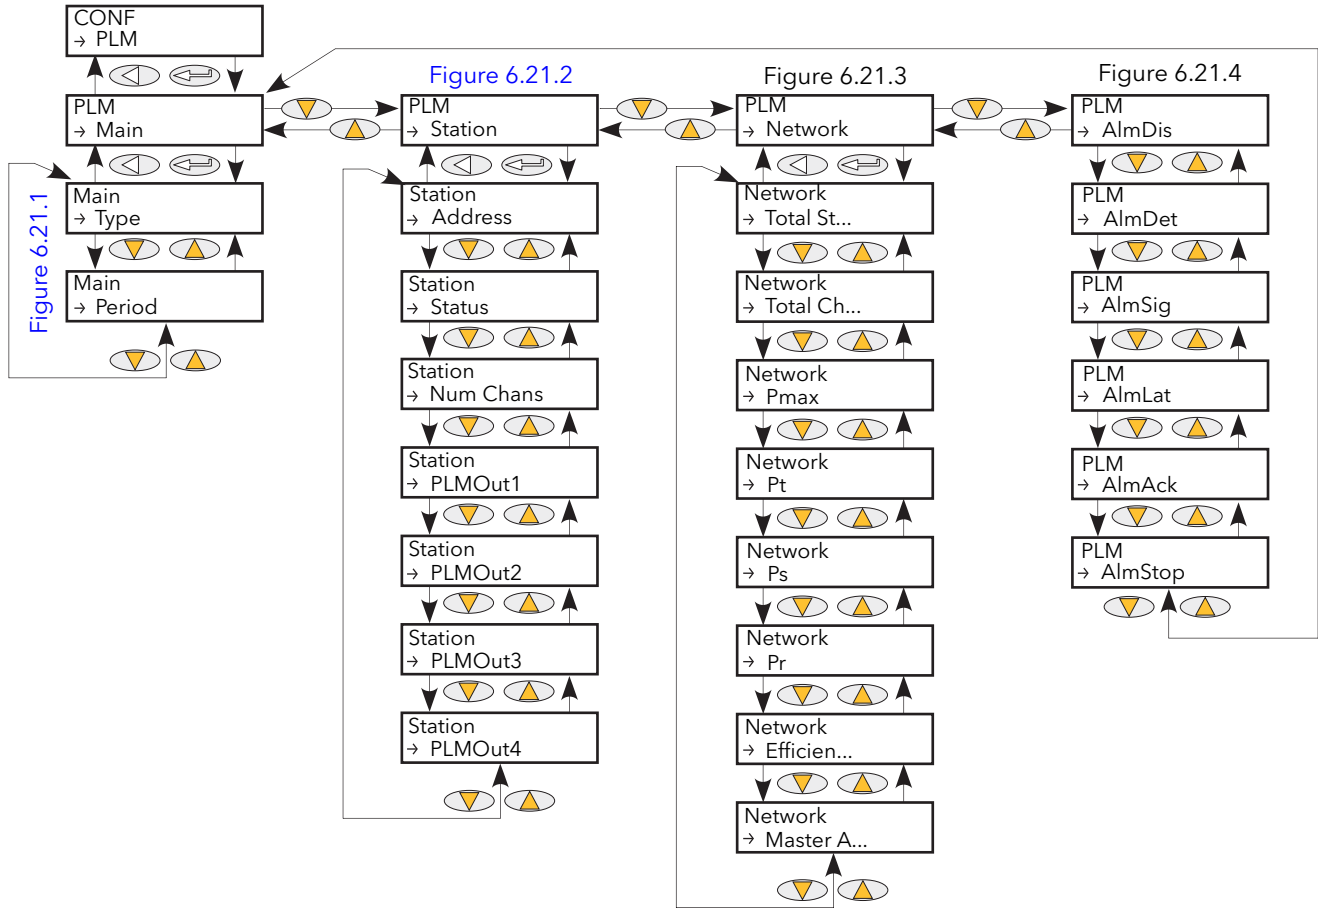 CONF
→ PLM
PLM
→ Main
Figure 6.21.1
Main
→ Type
Main
→ Period
Figure 6.21.2
PLM
→ Station
Station
→ Address
Station
→ Status
Station
→ Num Chans
Station
→ PLMOut1
Station
→ PLMOut2
Station
→ PLMOut3
Station
→ PLMOut4
Figure 6.21.3
PLM
→ Network
Network
→ Total St...
Network
→ Total Ch...
Network
→ Pmax
Network
→ Pt
Network
→ Ps
Network
→ Pr
Network
→ Efficien...
Network
→ Master A...
Figure 6.21.4
PLM
→ AlmDis
PLM
→ AlmDet
PLM
→ AlmSig
PLM
→ AlmLat
PLM
→ AlmAck
PLM
→ AlmStop